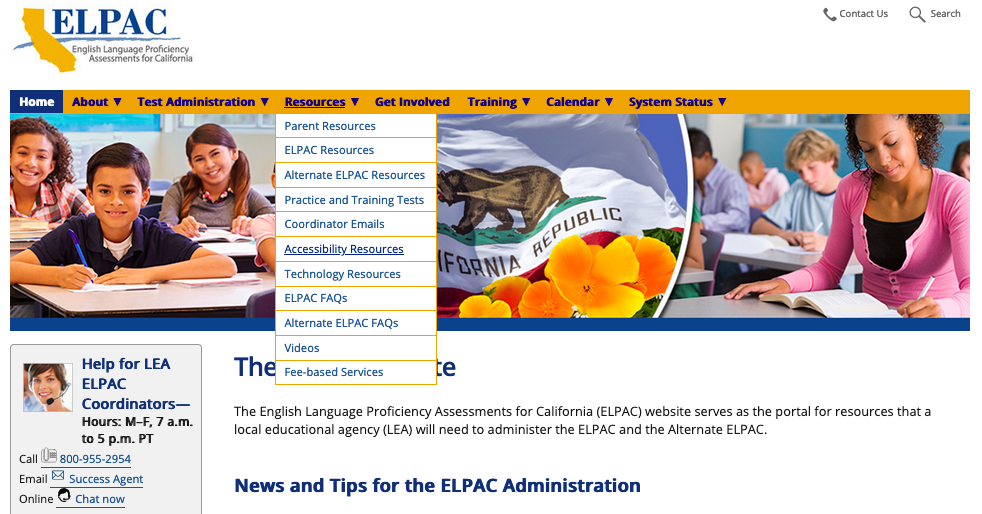 ELPAC
English Language Proficiency
Assessments for California
Contact Us
Search
Home
About ▼
Test Administration ▼
Resources ▼
Get Involved
Training ▼
Calendar ▼
System Status ▼
Parent Resources
ELPAC Resources
Alternate ELPAC Resources
Practice and Training Tests
Coordinator Emails
Accessibility Resources
Technology Resources
ELPAC FAQs
Alternate ELPAC FAQs
Videos
Fee-based Services
IFORNIA REPUBLIC
Help for LEA
ELPAC
Coordinators—
Hours: M–F, 7 a.m.
to 5 p.m. PT
Call 800-955-2954
Email Success Agent
Online Chat now
The
The English Language Proficiency Assessments for California (ELPAC) website serves as the portal for resources that a
local educational agency (LEA) will need to administer the ELPAC and the Alternate ELPAC.
News and Tips for the ELPAC Administration